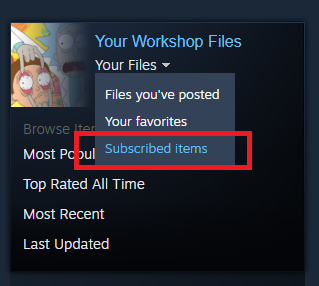 Your Workshop Files
Your Files
Files you've posted
Your favorites
Browse
Subscribed items
Most
Top Rated All Time
Most Recent
Last Updated